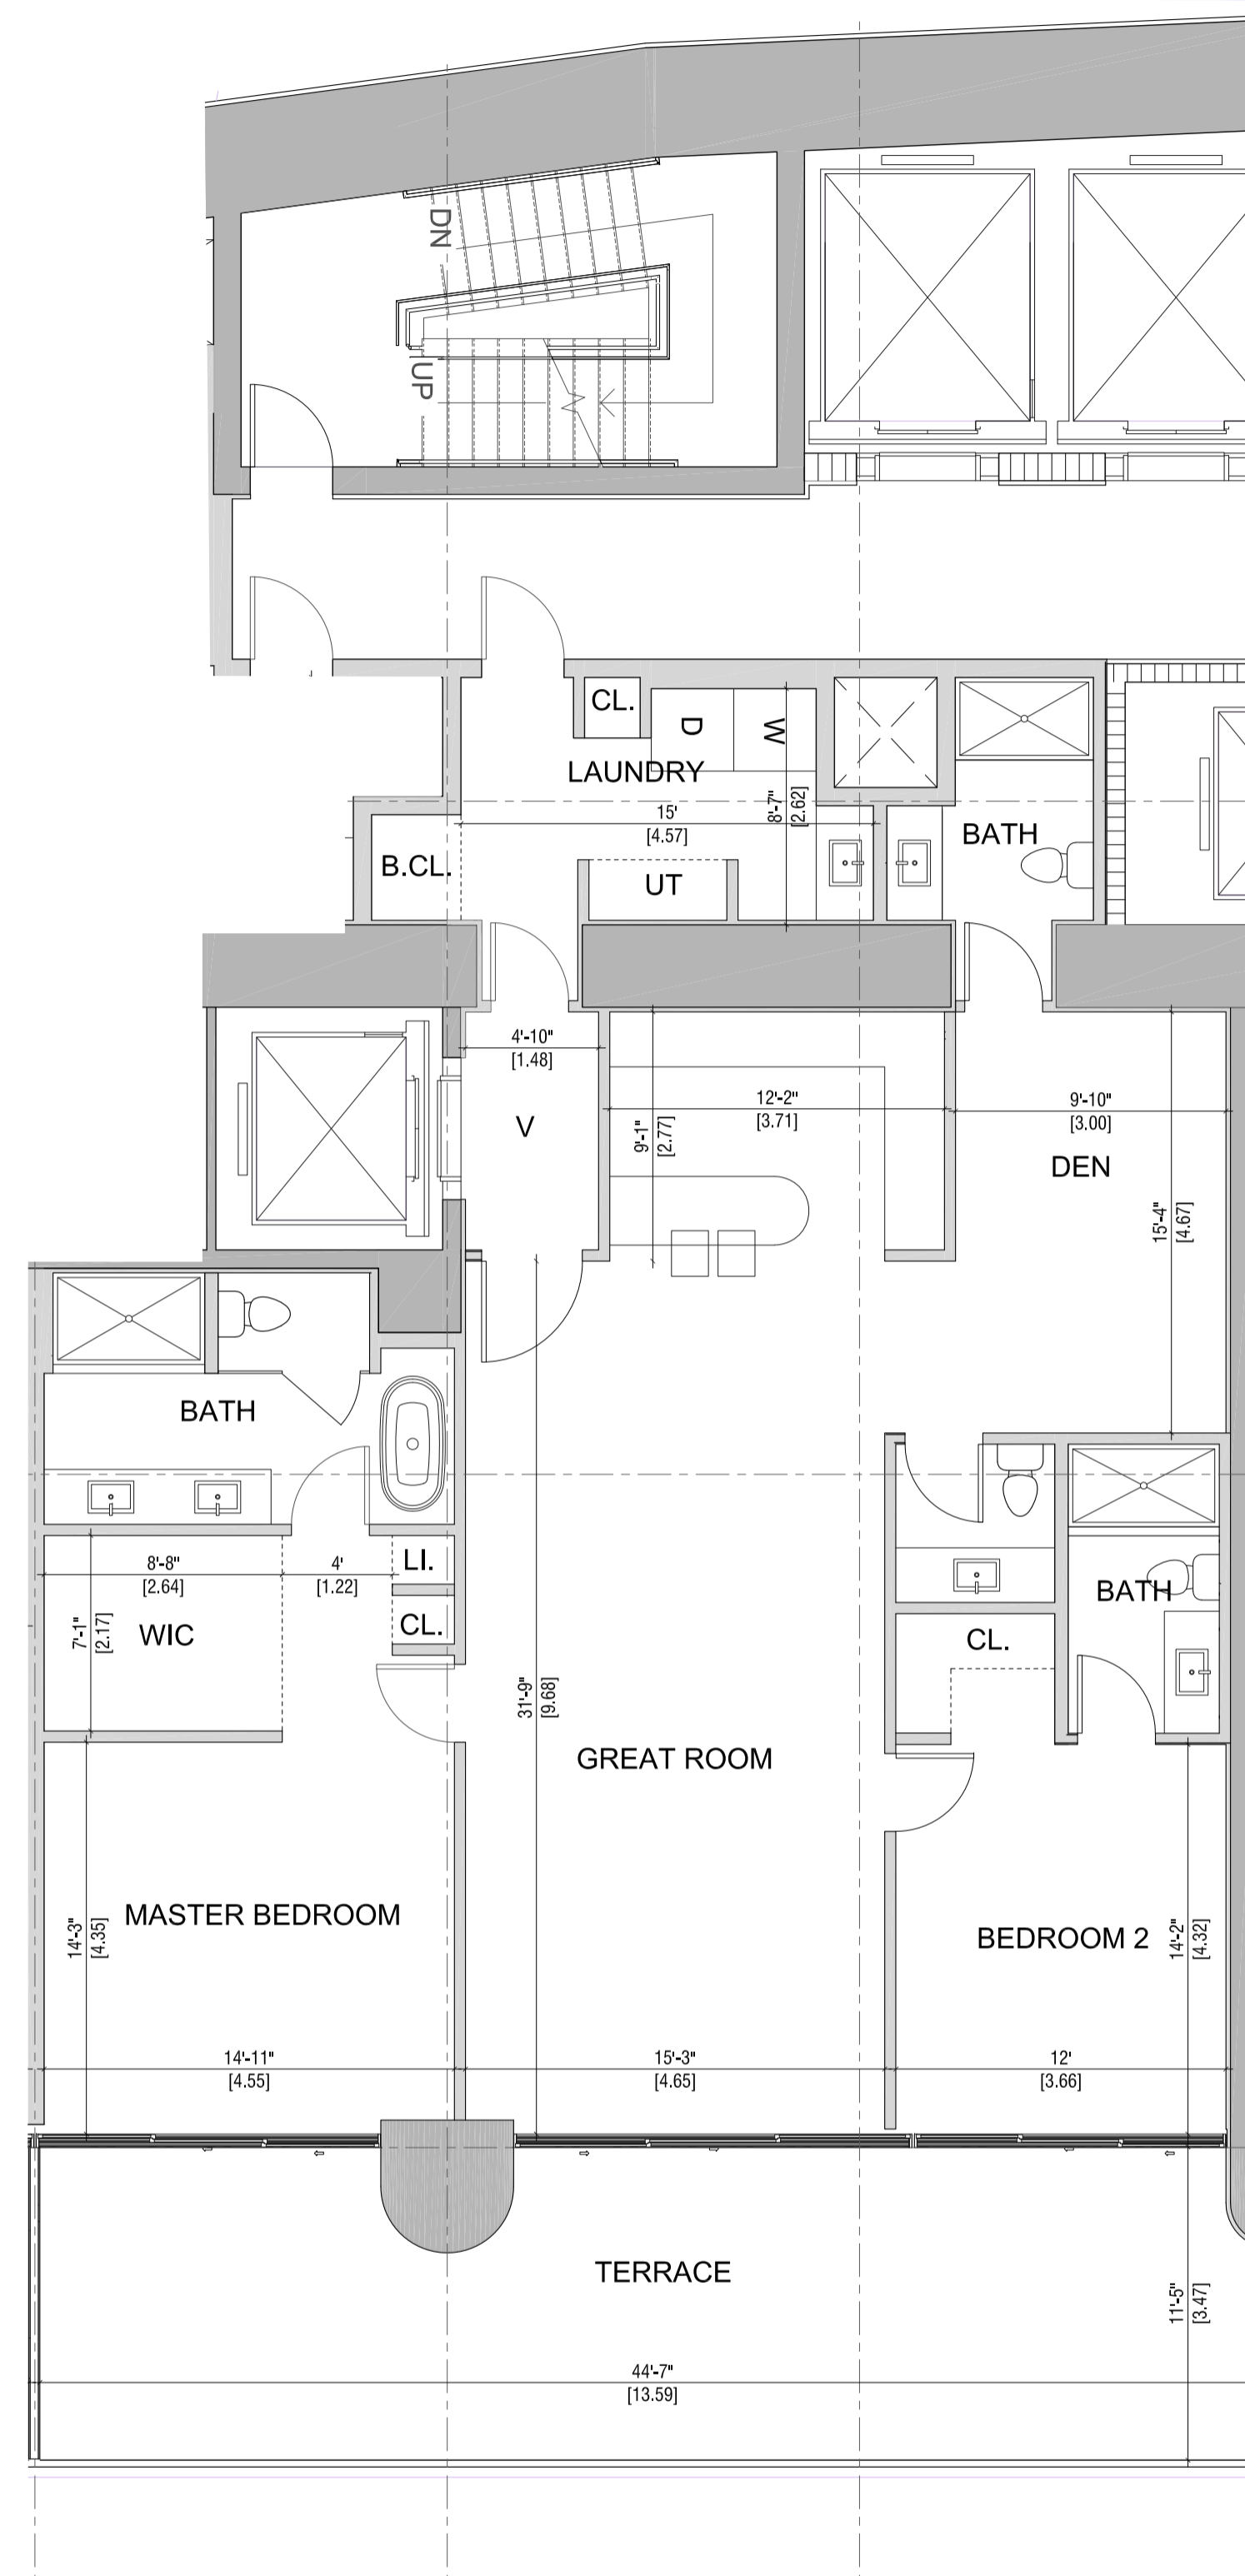 DN
UP
CL.
D
W
LAUNDRY
15'
[4.57]
8'-7"
[2.62]
BATH
B.CL.
UT
4'-10"
[1.48]
V
12'-2"
[3.71]
9'-1"
[2.77]
9'-10"
[3.00]
DEN
15'-4"
[4.67]
BATH
8'-8"
[2.64]
4'
[1.22]
LI.
WIC
7'-1"
[2.17]
CL.
BATH
CL.
31'-9"
[9.68]
GREAT ROOM
MASTER BEDROOM
14'-3"
[4.35]
BEDROOM 2
14'-2"
[4.32]
14'-11"
[4.55]
15'-3"
[4.65]
12'
[3.66]
TERRACE
11'-5"
[3.47]
44'-7"
[13.59]